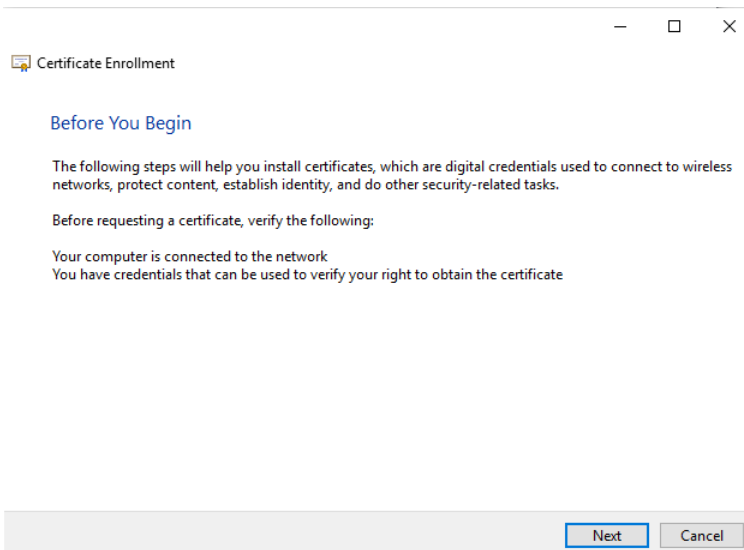 Certificate Enrollment
Before You Begin
The following steps will help you install certificates, which are digital credentials used to connect to wireless
networks, protect content, establish identity, and do other security-related tasks.
Before requesting a certificate, verify the following:
Your computer is connected to the network
You have credentials that can be used to verify your right to obtain the certificate
Next Cancel